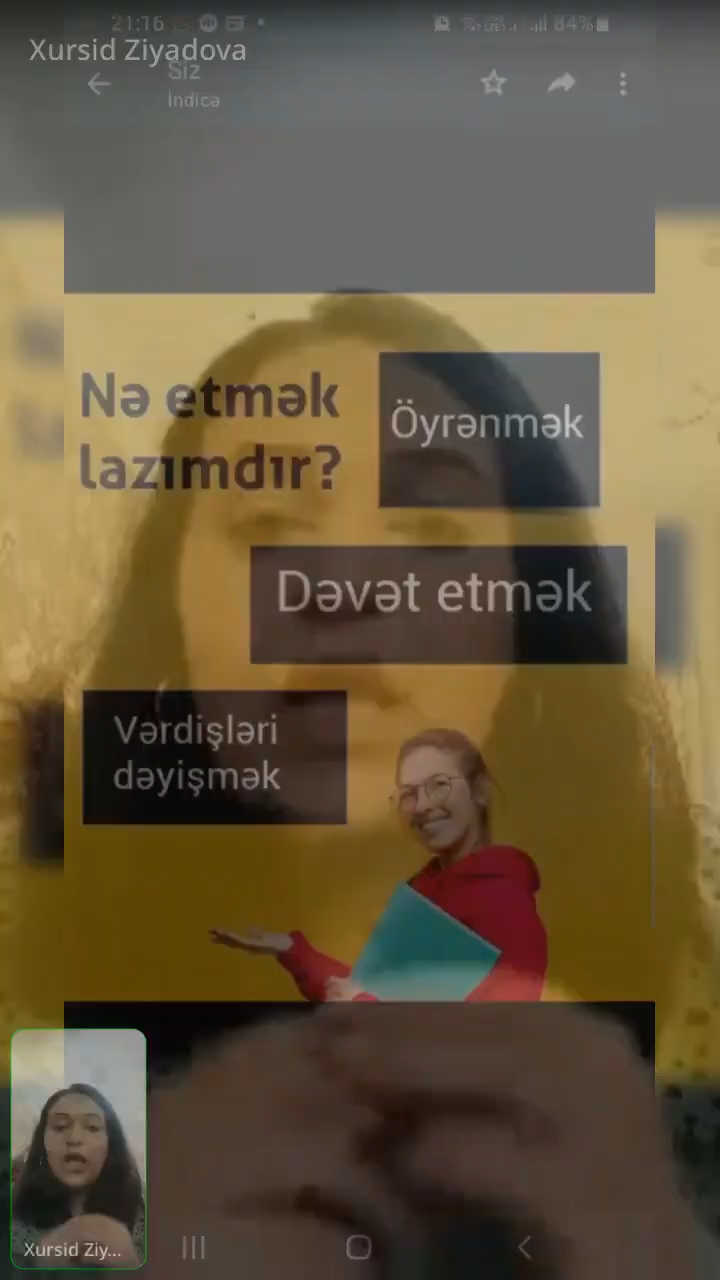 21:16
84%
Xursid Ziyadova
Siz
İndicə
Nə etmək
lazımdır?
Öyrənmək
Dəvət etmək
Vərdişləri
dəyişmək
Xursid Ziy...